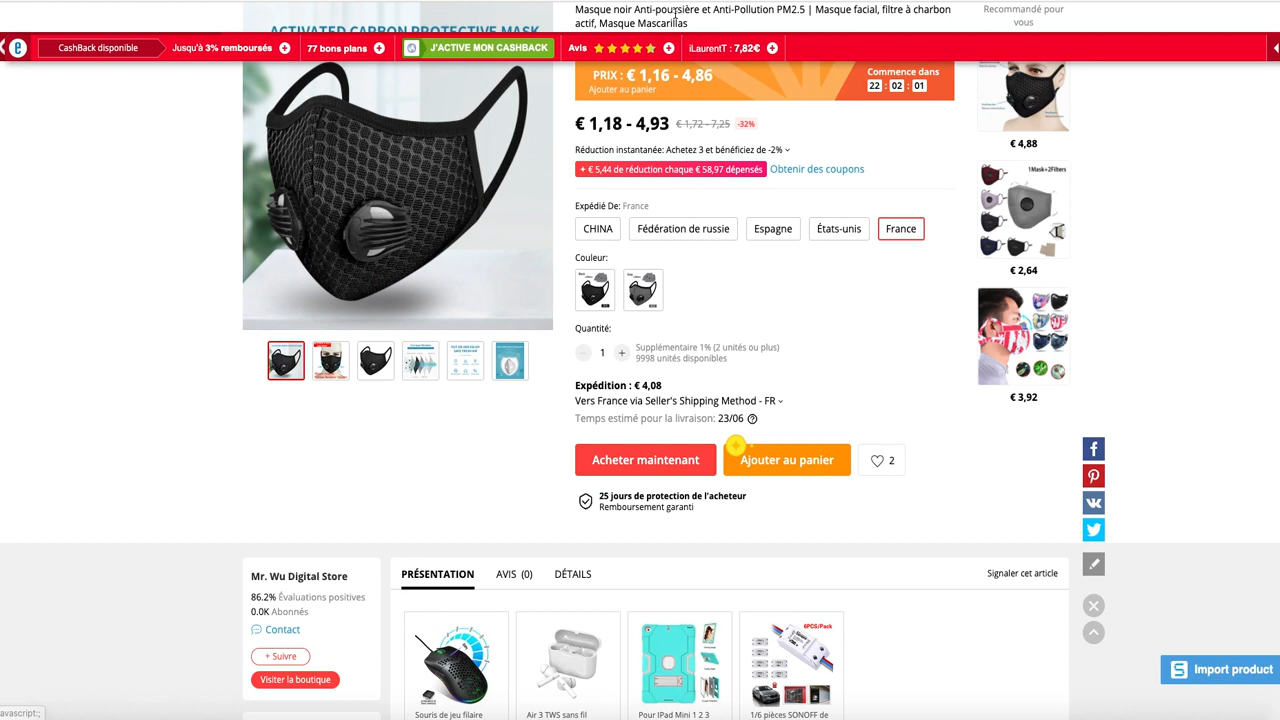 Masque noir Anti-poussière et Anti-Pollution PM2.5 | Masque facial, filtre à charbon
actif, Masque Mascarillas
Recommandé pour
vous
ACTIVATED CARBON PROTECTIVE MASK
CashBack disponible
Jusqu'à 3% remboursés
77 bons plans
J'ACTIVE MON CASHBACK
Avis
iLaurentT : 7,82€
PRIX : € 1,16 - 4,86
Ajouter au panier
Commence dans
22 : 02 : 01
€ 1,18 - 4,93 € 1,72 - 7,25 -32%
Réduction instantanée: Achetez 3 et bénéficiez de -2%
+ € 5,44 de réduction chaque € 58,97 dépensés
Obtenir des coupons
Expédié De: France
CHINA
Fédération de russie
Espagne
États-unis
France
Couleur:
Quantité:
1
Supplémentaire 1% (2 unités ou plus)
9998 unités disponibles
Expédition : € 4,08
Vers France via Seller's Shipping Method - FR
Temps estimé pour la livraison: 23/06
Acheter maintenant
Ajouter au panier
2
25 jours de protection de l'acheteur
Remboursement garanti
€ 4,88
1Mask+2Filters
€ 2,64
€ 3,92
Mr. Wu Digital Store
86.2% Évaluations positives
0.0K Abonnés
Contact
+ Suivre
Visiter la boutique
PRÉSENTATION
AVIS (0)
DÉTAILS
Signaler cet article
6PCS/Pack
Souris de jeu filaire
Air 3 TWS sans fil
Pour IPad Mini 1 2 3
1/6 pièces SONOFF de
Import product
avascript:;